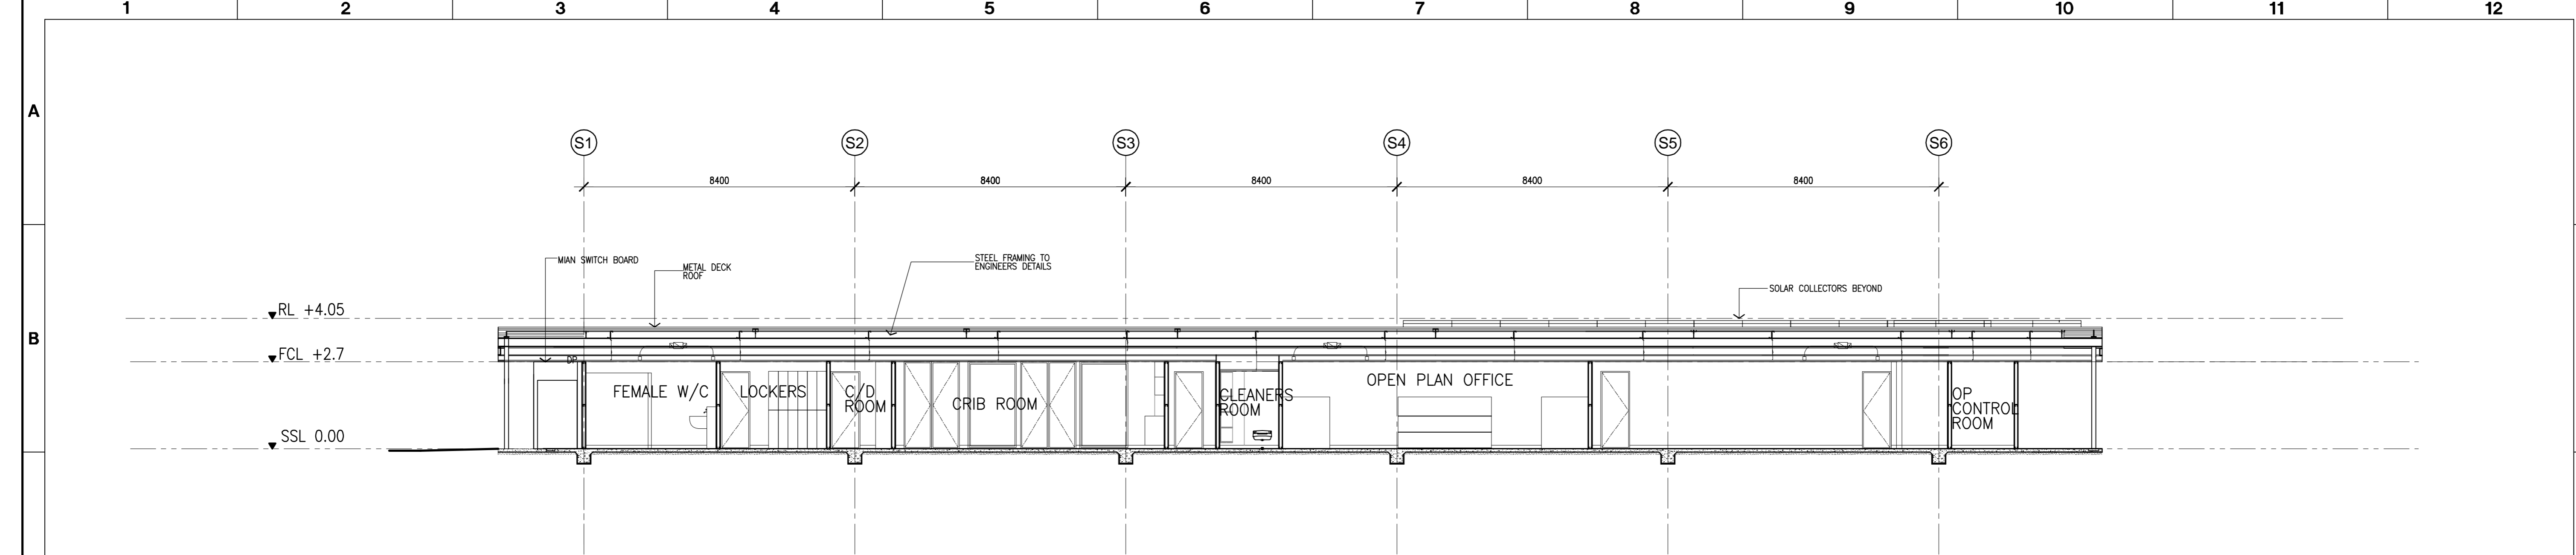 1 2 3 4 5 6 7 8 9 10 11 12
A
S1 S2 S3 S4 S5 S6
8400 8400 8400 8400 8400
MIAN SWITCH BOARD
METAL DECK
ROOF
STEEL FRAMING TO
ENGINEERS DETAILS
SOLAR COLLECTORS BEYOND
RL +4.05
B
FCL +2.7
DP
FEMALE W/C
LOCKERS
C/D
ROOM
CRIB ROOM
CLEANERS
ROOM
OPEN PLAN OFFICE
OP
CONTROL
ROOM
SSL 0.00